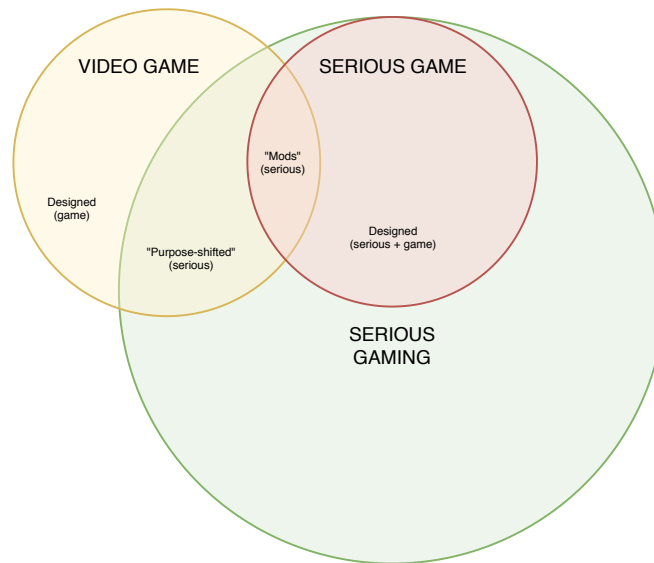 VIDEO GAME
SERIOUS GAME
"Mods"
(serious)
Designed
(game)
Designed
(serious + game)
"Purpose-shifted"
(serious)
SERIOUS
GAMING